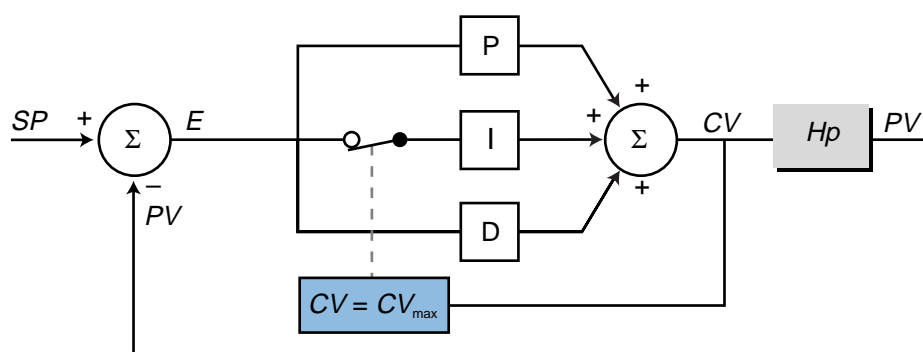 P
+
SP
+
Σ
E
I
+
Σ
CV
Hp
PV
−
PV
+
D
CV = CVmax